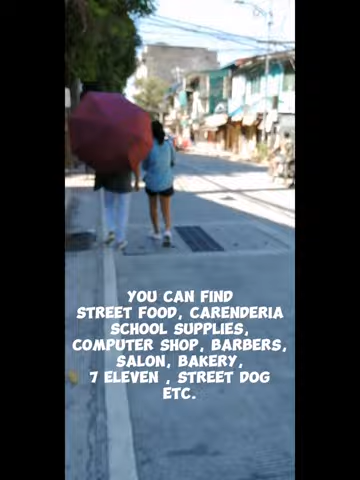 YOU CAN FIND
STREET FOOD, CARENDERIA
SCHOOL SUPPLIES,
COMPUTER SHOP, BARBERS,
SALON, BAKERY,
7 ELEVEN , STREET DOG
ETC.